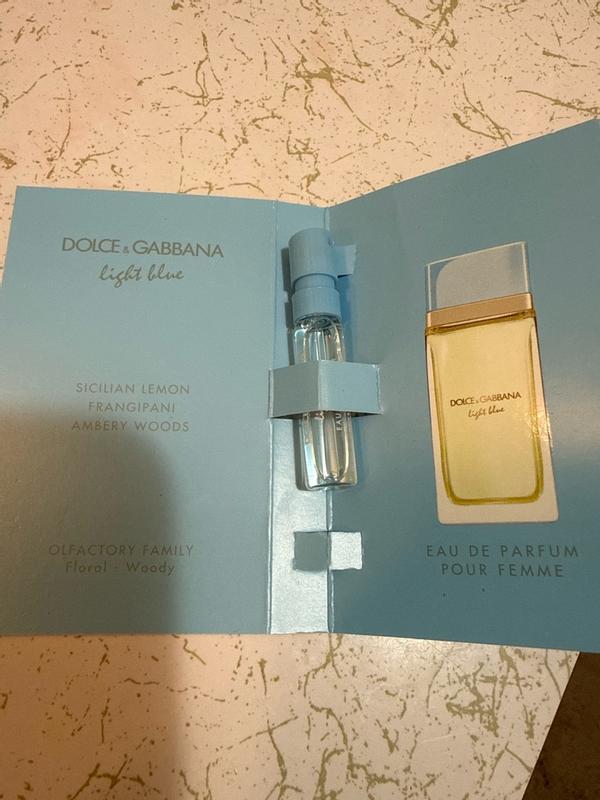 DOLCE & GABBANA
light blue
SICILIAN LEMON
FRANGIPANI
AMBERY WOODS
OLFACTORY FAMILY
Floral - Woody
EAU
DOLCE & GABBANA
light blue
EAU DE PARFUM
POUR FEMME